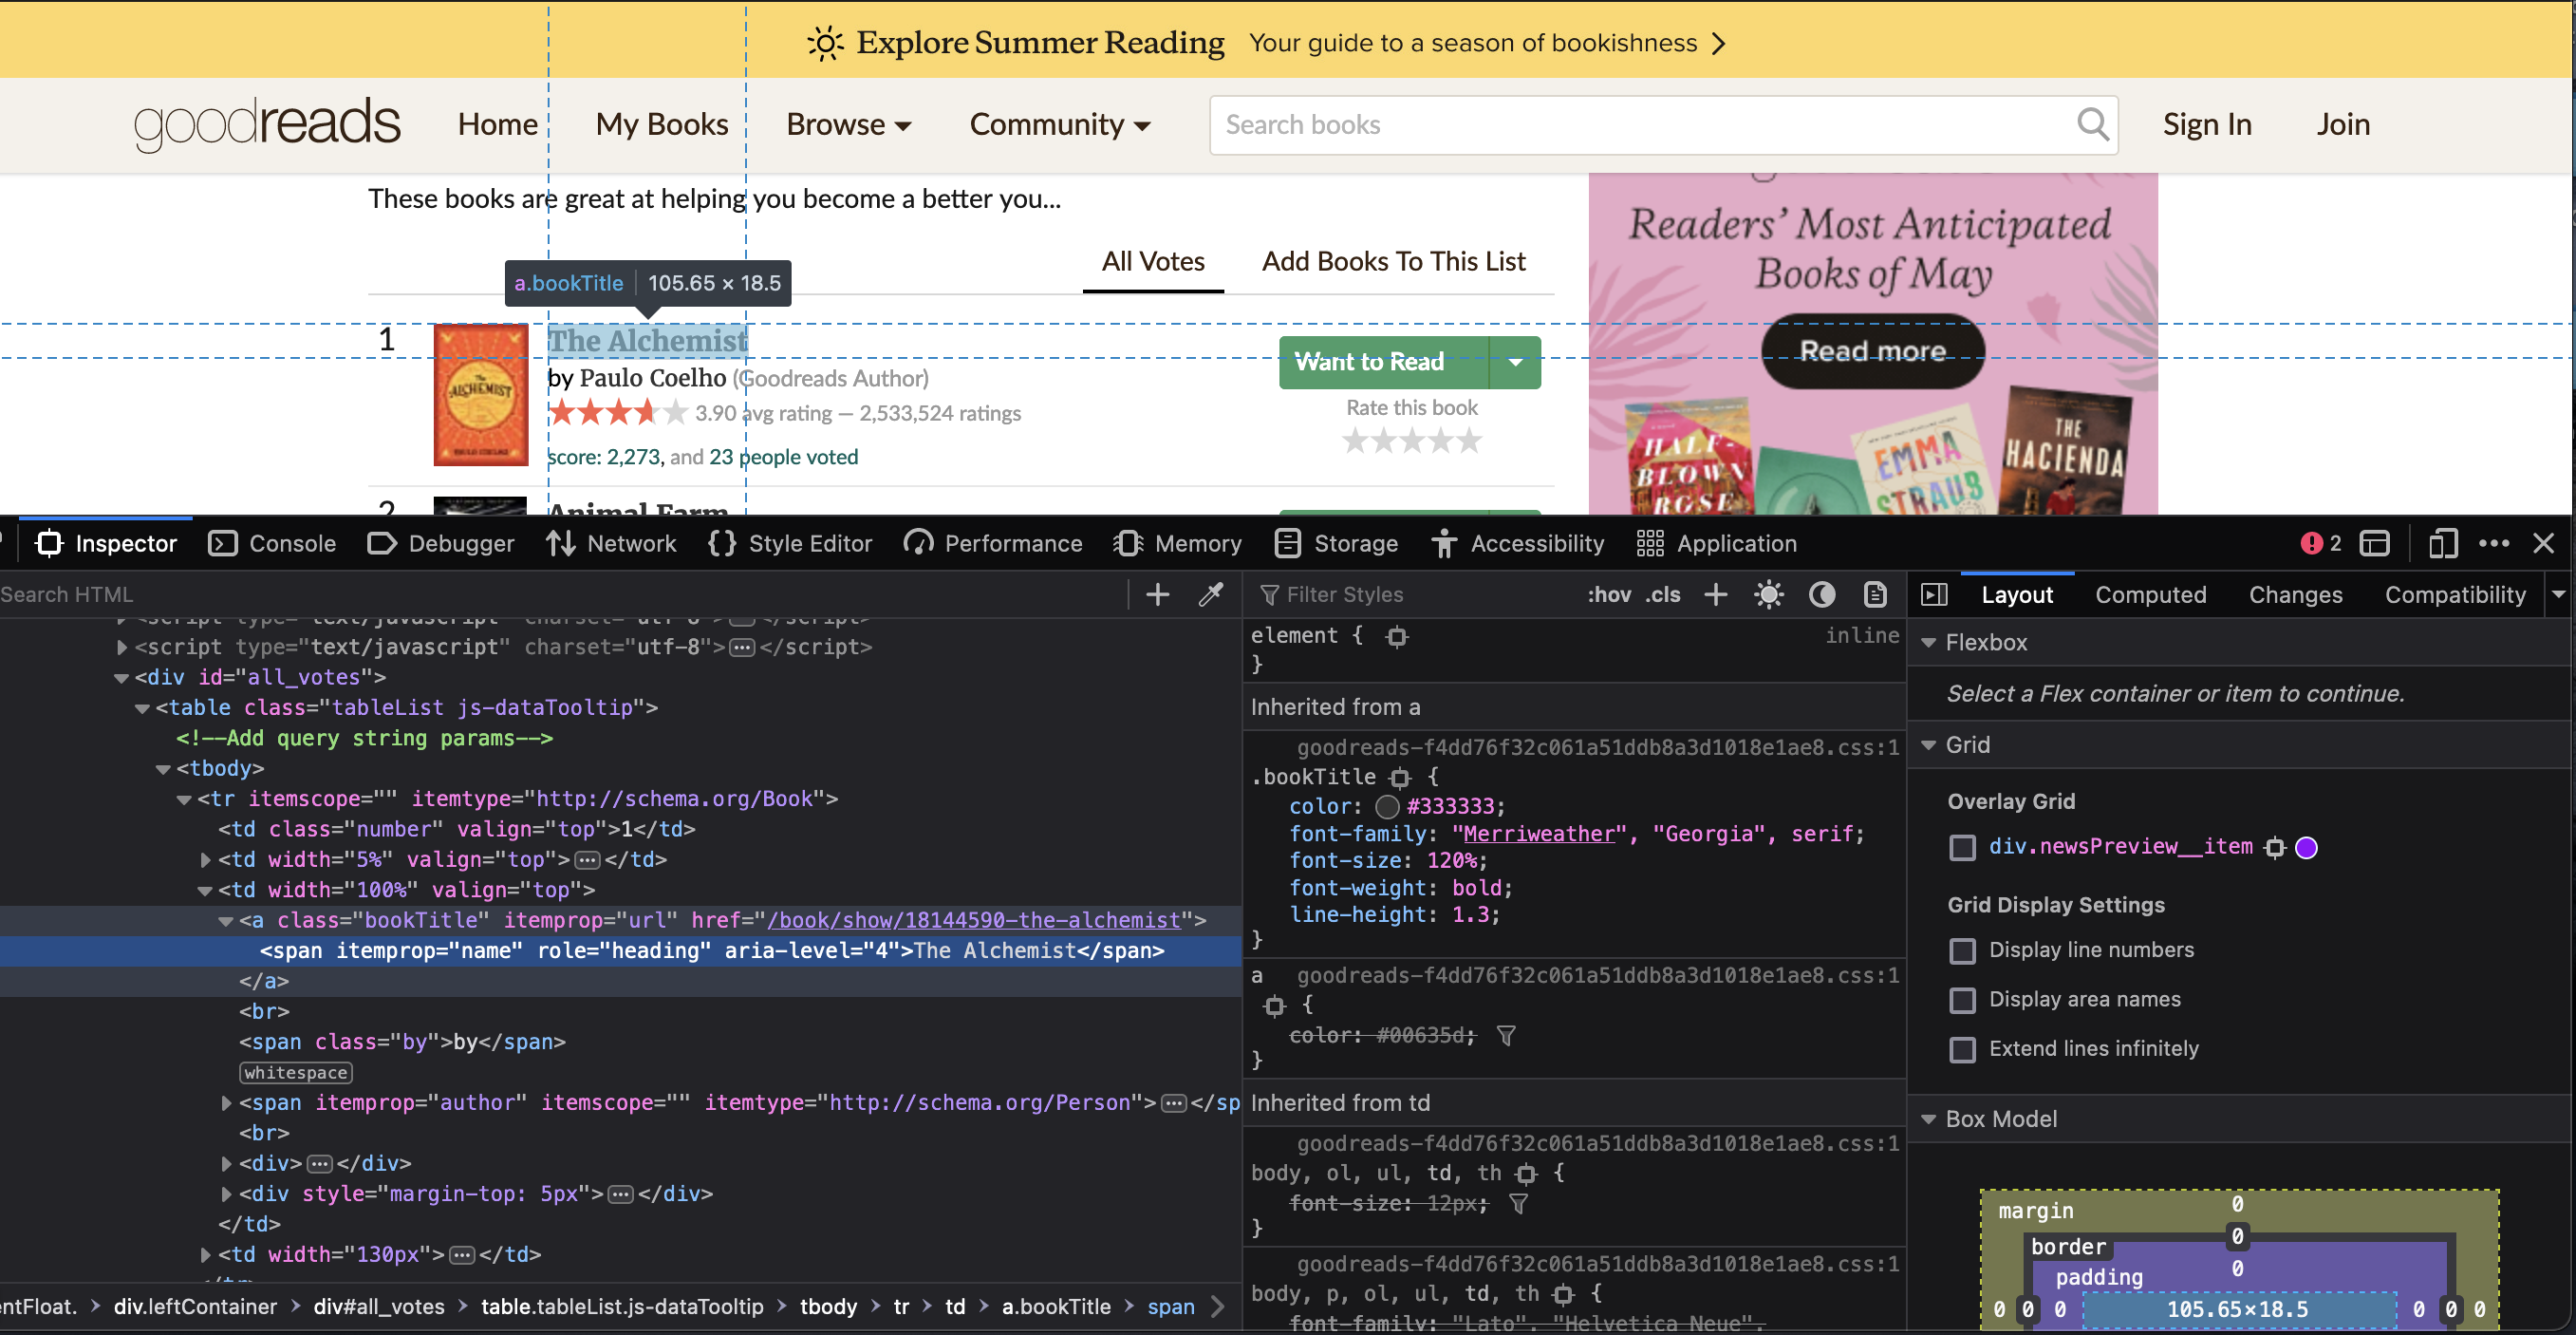 Explore Summer Reading Your guide to a season of bookishness
goodreads Home My Books Browse Community Search books Sign In Join
These books are great at helping you become a better you...
All Votes Add Books To This List
a.bookTitle 105.65 × 18.5
1
The Alchemist
by Paulo Coelho (Goodreads Author)
3.90 avg rating — 2,533,524 ratings
score: 2,273, and 23 people voted
Want to Read
Rate this book
THE ALCHEMIST
2
Animal Farm
Readers’ Most Anticipated
Books of May
Read more
HALF-
BLOWN
ROSE
EMMA
STRAUB
THE
HACIENDA
Inspector Console Debugger Network Style Editor Performance Memory Storage Accessibility Application 2
Search HTML
<script type="text/javascript" charset="utf-8"></script>
<script type="text/javascript" charset="utf-8"></script>
<div id="all_votes">
<table class="tableList js-dataTooltip">
<!--Add query string params-->
<tbody>
<tr itemscope="" itemtype="http://schema.org/Book">
<td class="number" valign="top">1</td>
<td width="5%" valign="top"></td>
<td width="100%" valign="top">
<a class="bookTitle" itemprop="url" href="/book/show/18144590-the-alchemist">
<span itemprop="name" role="heading" aria-level="4">The Alchemist</span>
</a>
<br>
<span class="by">by</span>
whitespace
<span itemprop="author" itemscope="" itemtype="http://schema.org/Person"></sp
<br>
<div></div>
<div style="margin-top: 5px"></div>
</td>
<td width="130px"></td>
</tr>
entFloat. div.leftContainer div#all_votes table.tableList.js-dataTooltip tbody tr td a.bookTitle span
Filter Styles :hov .cls
element { inline
}
Inherited from a
goodreads-f4dd76f32c061a51ddb8a3d1018e1ae8.css:1
.bookTitle {
color: #333333;
font-family: "Merriweather", "Georgia", serif;
font-size: 120%;
font-weight: bold;
line-height: 1.3;
}
a goodreads-f4dd76f32c061a51ddb8a3d1018e1ae8.css:1
{
color: #00635d;
}
Inherited from td
goodreads-f4dd76f32c061a51ddb8a3d1018e1ae8.css:1
body, ol, ul, td, th {
font-size: 12px;
}
goodreads-f4dd76f32c061a51ddb8a3d1018e1ae8.css:1
body, p, ol, ul, td, th {
font-family: "Lato", "Helvetica Neue",
Layout Computed Changes Compatibility
Flexbox
Select a Flex container or item to continue.
Grid
Overlay Grid
div.newsPreview__item
Grid Display Settings
Display line numbers
Display area names
Extend lines infinitely
Box Model
margin 0
border 0
padding 0
0 0 0 105.65×18.5 0 0 0